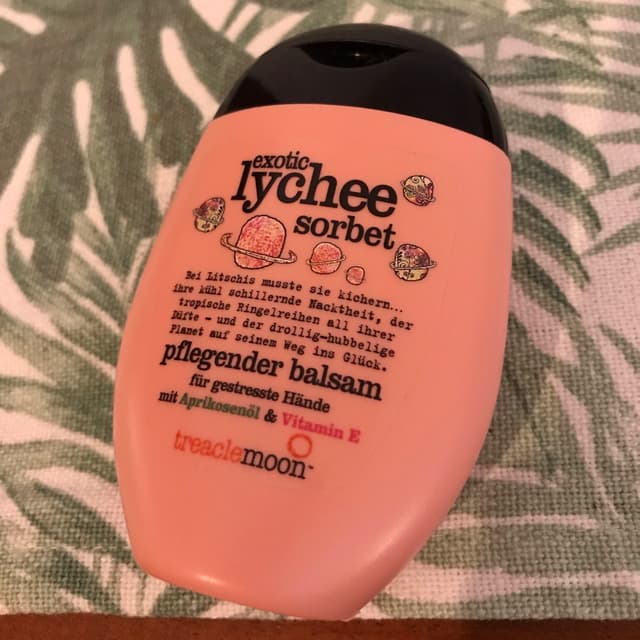 exotic
lychee
sorbet
Bei Litschis musste sie kichern...
ihre kühl schillernde Nacktheit, der
tropische Ringelreihen all ihrer
Düfte - und der drollig-hubbelige
Planet auf seinem Weg ins Glück.
pflegender balsam
für gestresste Hände
mit Aprikosenöl & Vitamin E
treaclemoon™